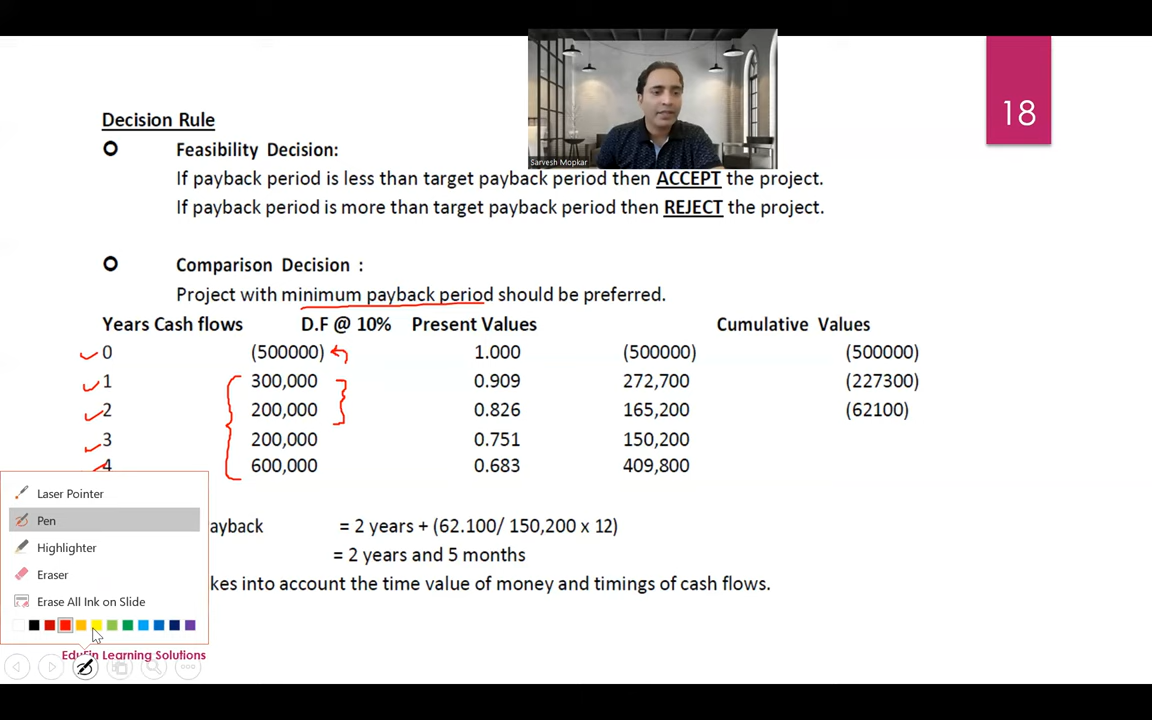 18
Sarvesh Mopkar
Decision Rule
Feasibility Decision:
If payback period is less than target payback period then ACCEPT the project.
If payback period is more than target payback period then REJECT the project.
Comparison Decision :
Project with minimum payback period should be preferred.
Years Cash flows D.F @ 10% Present Values Cumulative Values
0 (500000) 1.000 (500000) (500000)
1 300,000 0.909 272,700 (227300)
2 200,000 0.826 165,200 (62100)
3 200,000 0.751 150,200
4 600,000 0.683 409,800
ayback = 2 years + (62.100/ 150,200 x 12)
= 2 years and 5 months
kes into account the time value of money and timings of cash flows.
Laser Pointer
Pen
Highlighter
Eraser
Erase All Ink on Slide
EduFin Learning Solutions